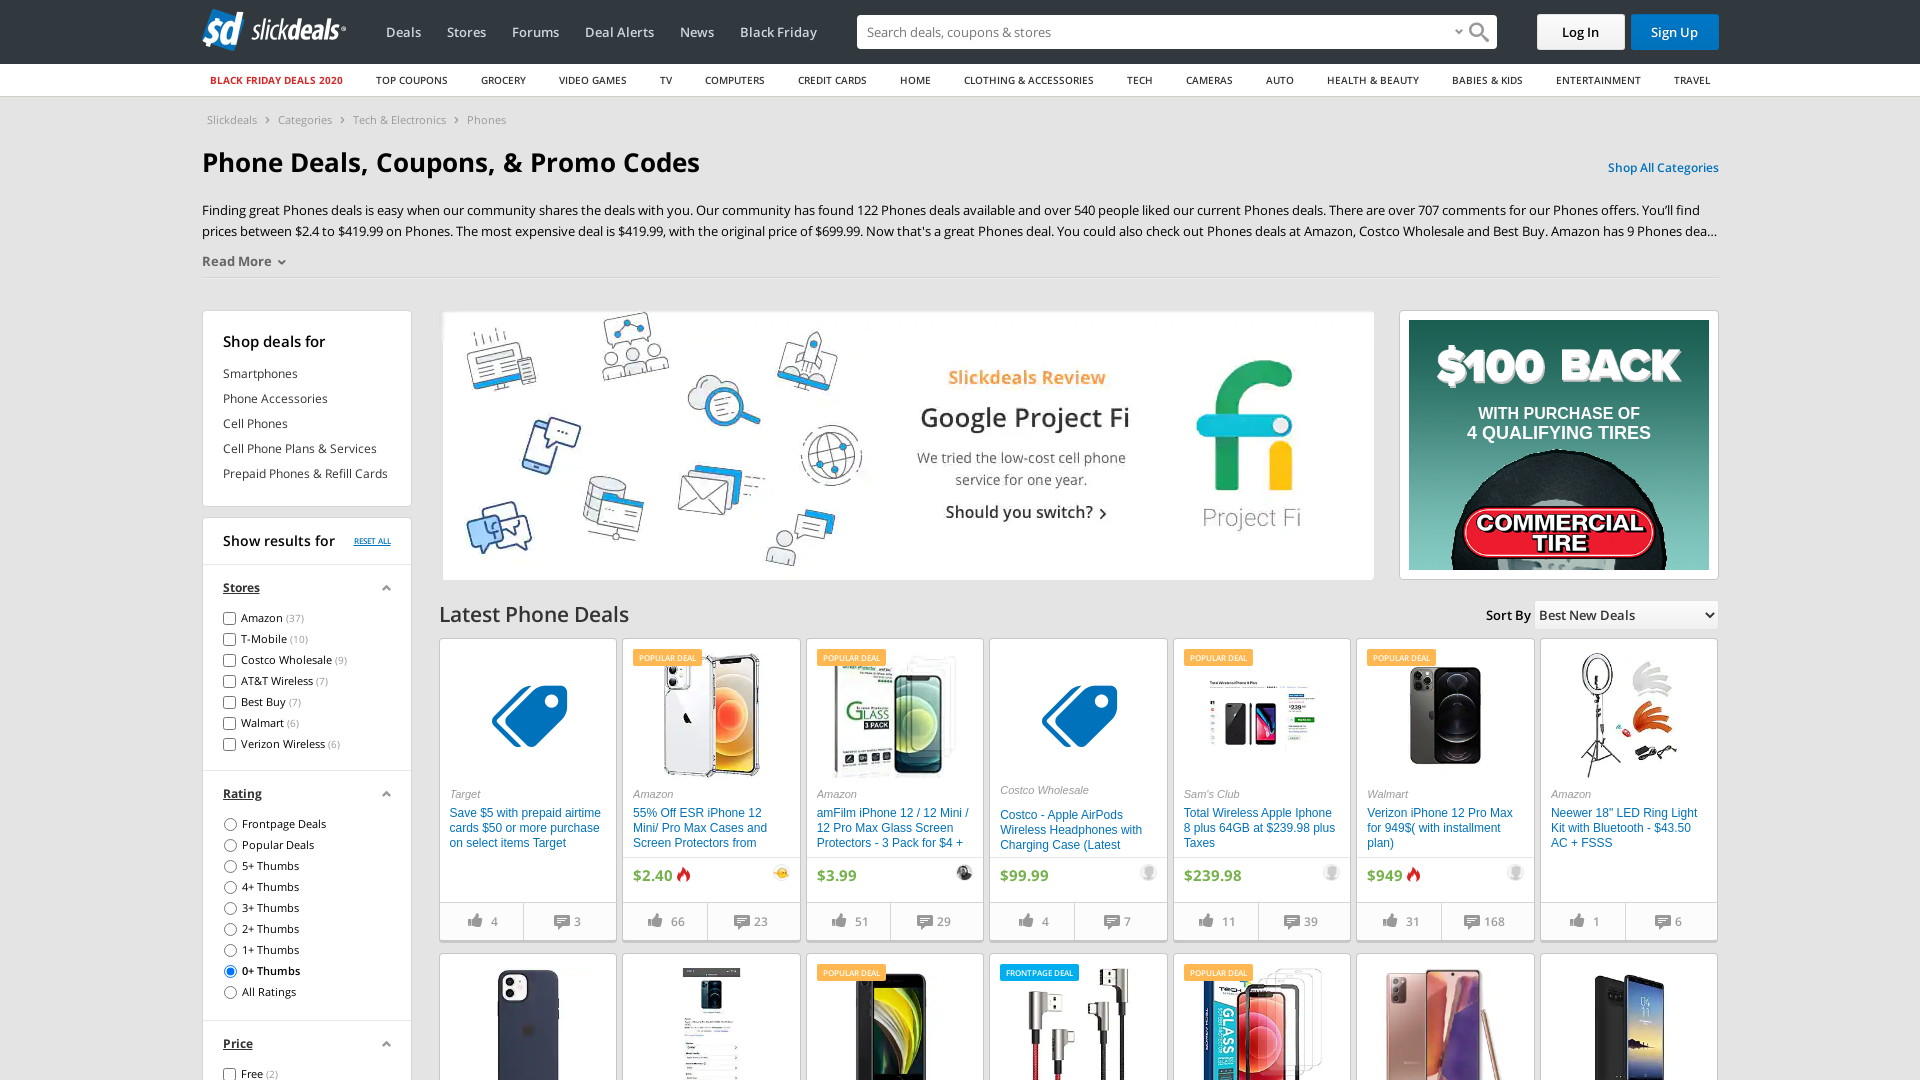 sd slickdeals
Deals
Stores
Forums
Deal Alerts
News
Black Friday
Search deals, coupons & stores
Log In
Sign Up
BLACK FRIDAY DEALS 2020
TOP COUPONS
GROCERY
VIDEO GAMES
TV
COMPUTERS
CREDIT CARDS
HOME
CLOTHING & ACCESSORIES
TECH
CAMERAS
AUTO
HEALTH & BEAUTY
BABIES & KIDS
ENTERTAINMENT
TRAVEL
Slickdeals > Categories > Tech & Electronics > Phones
Phone Deals, Coupons, & Promo Codes
Shop All Categories
Finding great Phones deals is easy when our community shares the deals with you. Our community has found 122 Phones deals available and over 540 people liked our current Phones deals. There are over 707 comments for our Phones offers. You’ll find
prices between $2.4 to $419.99 on Phones. The most expensive deal is $419.99, with the original price of $699.99. Now that's a great Phones deal. You could also check out Phones deals at Amazon, Costco Wholesale and Best Buy. Amazon has 9 Phones dea...
Read More
Shop deals for
Smartphones
Phone Accessories
Cell Phones
Cell Phone Plans & Services
Prepaid Phones & Refill Cards
Show results for
RESET ALL
Stores
Amazon (37)
T-Mobile (10)
Costco Wholesale (9)
AT&T Wireless (7)
Best Buy (7)
Walmart (6)
Verizon Wireless (6)
Rating
Frontpage Deals
Popular Deals
5+ Thumbs
4+ Thumbs
3+ Thumbs
2+ Thumbs
1+ Thumbs
0+ Thumbs
All Ratings
Price
Free (2)
Slickdeals Review
Google Project Fi
We tried the low-cost cell phone
service for one year.
Should you switch? >
Project Fi
$100 BACK
WITH PURCHASE OF
4 QUALIFYING TIRES
COMMERCIAL
TIRE
Latest Phone Deals
Sort By
Best New Deals
Target
Save $5 with prepaid airtime
cards $50 or more purchase
on select items Target
4
3
POPULAR DEAL
Amazon
55% Off ESR iPhone 12
Mini/ Pro Max Cases and
Screen Protectors from
$2.40
66
23
POPULAR DEAL
GLASS
3 PACK
Amazon
amFilm iPhone 12 / 12 Mini /
12 Pro Max Glass Screen
Protectors - 3 Pack for $4 +
$3.99
51
29
Costco Wholesale
Costco - Apple AirPods
Wireless Headphones with
Charging Case (Latest
$99.99
4
7
POPULAR DEAL
Sam's Club
Total Wireless Apple Iphone
8 plus 64GB at $239.98 plus
Taxes
$239.98
11
39
POPULAR DEAL
Walmart
Verizon iPhone 12 Pro Max
for 949$( with installment
plan)
$949
31
168
Amazon
Neewer 18" LED Ring Light
Kit with Bluetooth - $43.50
AC + FSSS
1
6
POPULAR DEAL
FRONTPAGE DEAL
POPULAR DEAL
GLASS